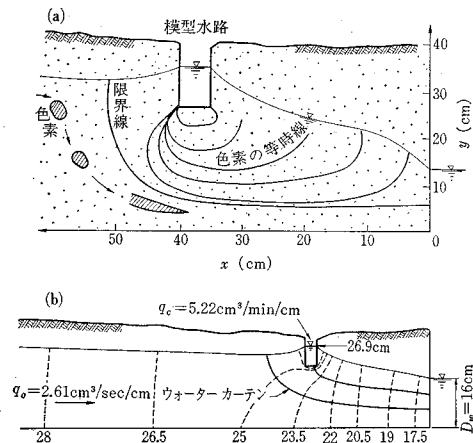 (a)
模型水路
限界線
色素
色素の等時線
40
30
20
10
0
y (cm)
50
40
30
20
10
0
x (cm)
(b)
q_c=5.22cm³/min/cm
26.9cm
q_o=2.61cm³/sec/cm
ウォーターカーテン
D_m=16cm
28
26.5
25
23.5
22
20.5
19
17.5